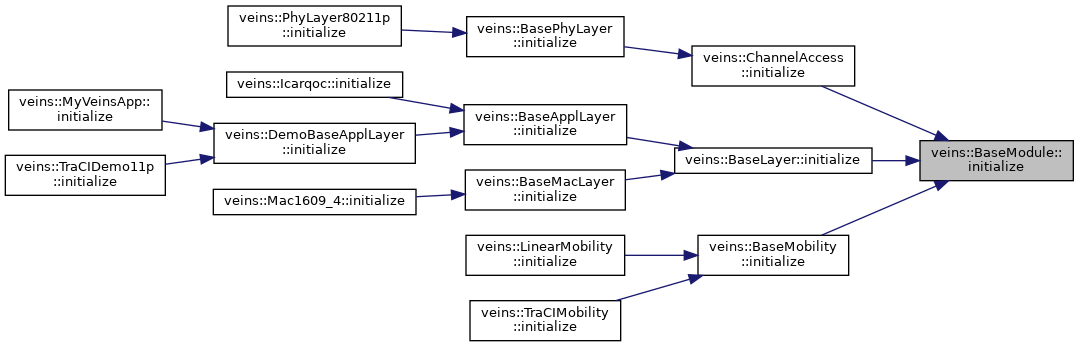 veins::PhyLayer80211p
::initialize
veins::BasePhyLayer
::initialize
veins::ChannelAccess
::initialize
veins::Icarqoc::initialize
veins::MyVeinsApp::
initialize
veins::BaseApplLayer
::initialize
veins::DemoBaseApplLayer
::initialize
veins::BaseLayer::initialize
veins::BaseModule::
initialize
veins::TraCIDemo11p
::initialize
veins::BaseMacLayer
::initialize
veins::Mac1609_4::initialize
veins::LinearMobility
::initialize
veins::BaseMobility
::initialize
veins::TraCIMobility
::initialize